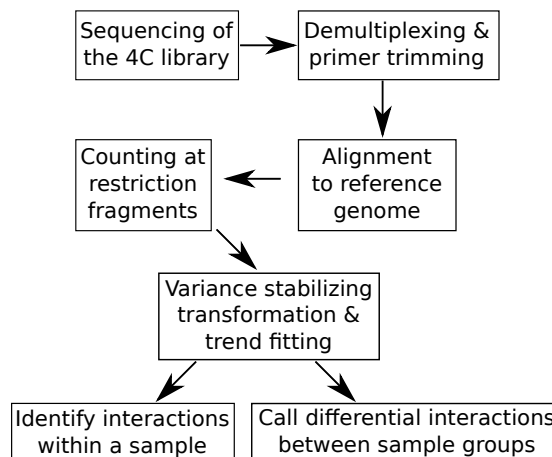 Sequencing of
the 4C library
Demultiplexing &
primer trimming
Alignment
to reference
genome
Counting at
restriction
fragments
Variance stabilizing
transformation &
trend fitting
Identify interactions
within a sample
Call differential interactions
between sample groups